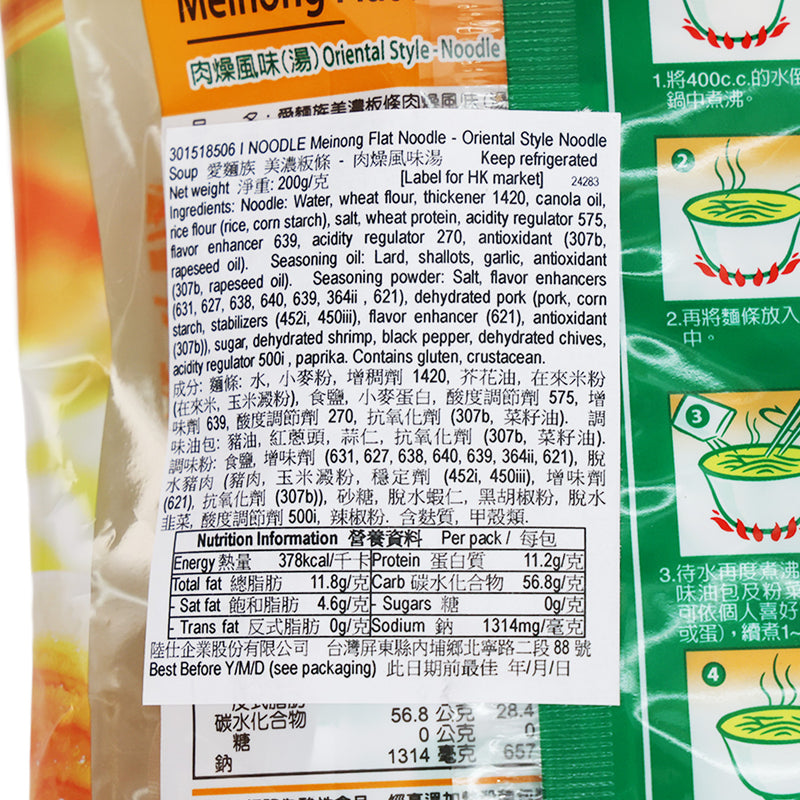 Meinong Flat
肉燥風味(湯) Oriental Style-Noodle
品 名:愛麵族美濃板條肉燥風味
301518506 I NOODLE Meinong Flat Noodle - Oriental Style Noodle
Soup 愛麵族 美濃粄條 - 肉燥風味湯 Keep refrigerated
Net weight 淨重: 200g/克 [Label for HK market] 24283
Ingredients: Noodle: Water, wheat flour, thickener 1420, canola oil,
rice flour (rice, corn starch), salt, wheat protein, acidity regulator 575,
flavor enhancer 639, acidity regulator 270, antioxidant (307b,
rapeseed oil). Seasoning oil: Lard, shallots, garlic, antioxidant
(307b, rapeseed oil). Seasoning powder: Salt, flavor enhancers
(631, 627, 638, 640, 639, 364ii , 621), dehydrated pork (pork, corn
starch, stabilizers (452i, 450iii), flavor enhancer (621), antioxidant
(307b)), sugar, dehydrated shrimp, black pepper, dehydrated chives,
acidity regulator 500i , paprika. Contains gluten, crustacean.
成分: 麵條: 水, 小麥粉, 增稠劑 1420, 芥花油, 在來米粉
(在來米, 玉米澱粉), 食鹽, 小麥蛋白, 酸度調節劑 575, 增
味劑 639, 酸度調節劑 270, 抗氧化劑 (307b, 菜籽油). 調
味油包: 豬油, 紅蔥頭, 蒜仁, 抗氧化劑 (307b, 菜籽油).
調味粉: 食鹽, 增味劑 (631, 627, 638, 640, 639, 364ii, 621), 脫
水豬肉 (豬肉, 玉米澱粉, 穩定劑 (452i, 450iii), 增味劑
(621), 抗氧化劑 (307b)), 砂糖, 脫水蝦仁, 黑胡椒粉, 脫水
韭菜, 酸度調節劑 500i, 辣椒粉. 含麩質, 甲殼類.
Nutrition Information 營養資料 Per pack / 每包
Energy 熱量 378kcal/千卡 Protein 蛋白質 11.2g/克
Total fat 總脂肪 11.8g/克 Carb 碳水化合物 56.8g/克
- Sat fat 飽和脂肪 4.6g/克 - Sugars 糖 0g/克
- Trans fat 反式脂肪 0g/克 Sodium 鈉 1314mg/毫克
陸仕企業股份有限公司 台灣屏東縣內埔鄉北寧路二段 88 號
Best Before Y/M/D (see packaging) 此日期前最佳 年/月/日
反式脂肪
碳水化合物 56.8 公克 28.4
糖 0 公克 0
鈉 1314 毫克 657
1.將400c.c.的水倒
鍋中煮沸。
2
2.再將麵條放入
中。
3
3.待水再度煮沸
味油包及粉菜
可依個人喜好
或蛋),續煮1~
4